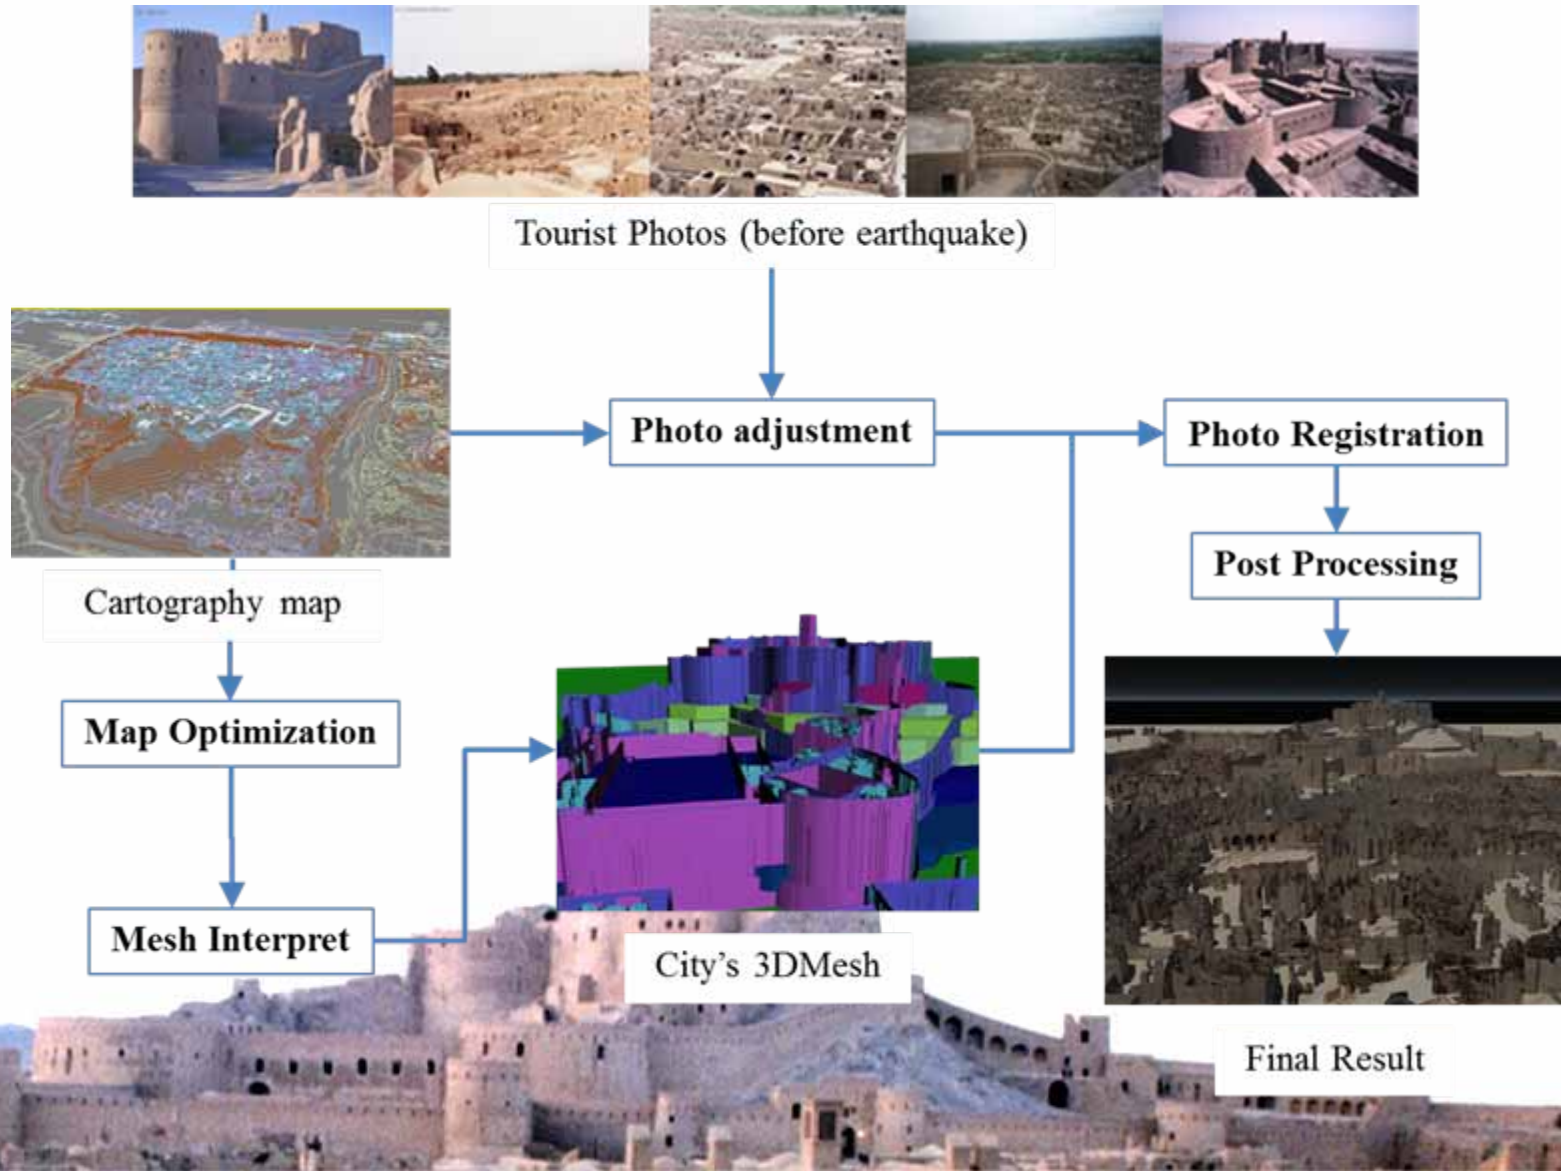 Tourist Photos (before earthquake)
Photo adjustment
Photo Registration
Post Processing
Cartography map
Map Optimization
Mesh Interpret
City’s 3DMesh
Final Result